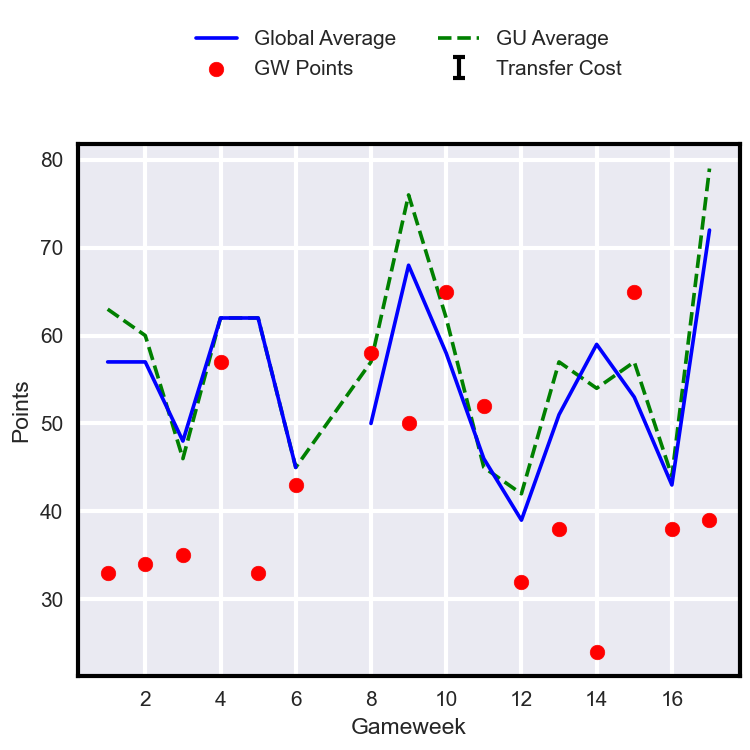 Global Average
GU Average
GW Points
Transfer Cost
80
70
60
50
40
30
Points
2 4 6 8 10 12 14 16
Gameweek